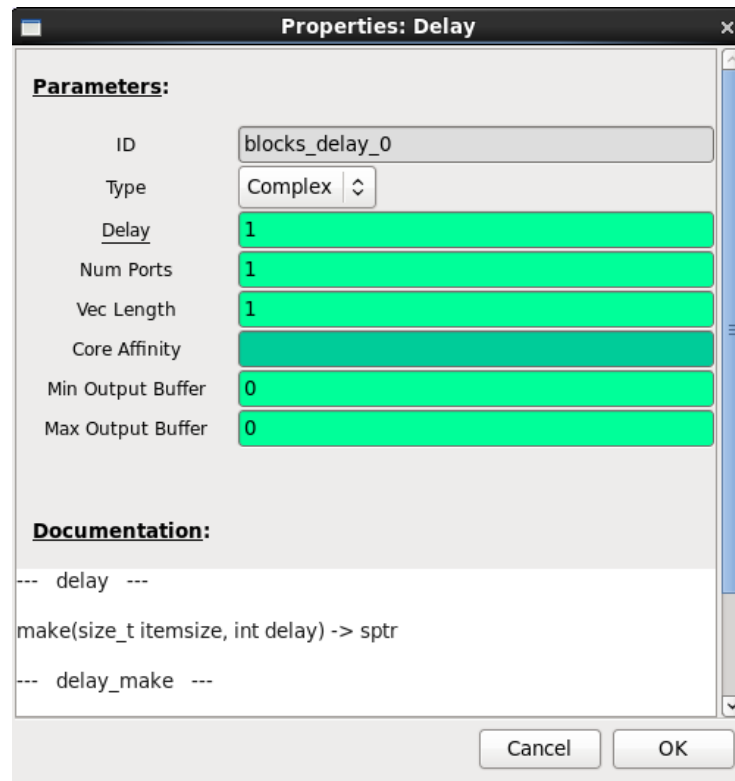 Properties: Delay
Parameters:
ID blocks_delay_0
Type Complex
Delay 1
Num Ports 1
Vec Length 1
Core Affinity
Min Output Buffer 0
Max Output Buffer 0
Documentation:
--- delay ---
make(size_t itemsize, int delay) -> sptr
--- delay_make ---
Cancel OK